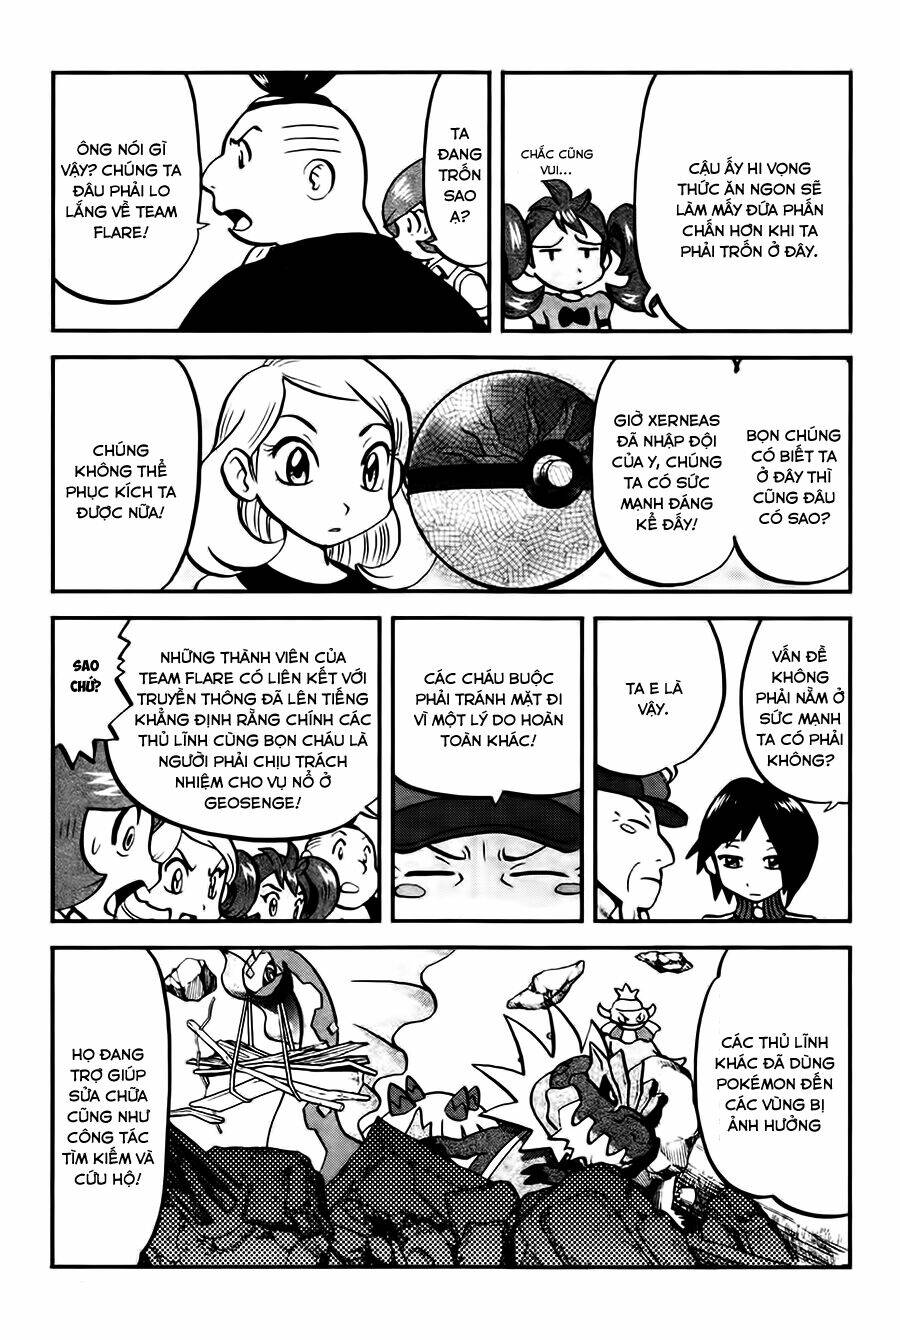 CẬU ẤY HI VỌNG
THỨC ĂN NGON SẼ
LÀM MẤY ĐỨA PHẤN
CHẤN HƠN KHI TA
PHẢI TRỐN Ở ĐÂY.
CHẮC CŨNG
VUI...
TA
ĐANG
TRỐN
SAO
Ạ?
ÔNG NÓI GÌ
VẬY? CHÚNG TA
ĐÂU PHẢI LO
LẮNG VỀ TEAM
FLARE!
BỌN CHÚNG
CÓ BIẾT TA
Ở ĐÂY THÌ
CŨNG ĐÂU
CÓ SAO?
GIỜ XERNEAS
ĐÃ NHẬP ĐỘI
CỦA Y, CHÚNG
TA CÓ SỨC
MẠNH ĐÁNG
KỂ ĐẤY!
CHÚNG
KHÔNG THỂ
PHỤC KÍCH TA
ĐƯỢC NỮA!
VẤN ĐỀ
KHÔNG
PHẢI NẰM Ở
SỨC MẠNH
TA CÓ PHẢI
KHÔNG?
TA E LÀ
VẬY.
CÁC CHÁU BUỘC
PHẢI TRÁNH MẶT ĐI
VÌ MỘT LÝ DO HOÀN
TOÀN KHÁC!
NHỮNG THÀNH VIÊN CỦA
TEAM FLARE CÓ LIÊN KẾT VỚI
TRUYỀN THÔNG ĐÃ LÊN TIẾNG
KHẲNG ĐỊNH RẰNG CHÍNH CÁC
THỦ LĨNH CÙNG BỌN CHÁU LÀ
NGƯỜI PHẢI CHỊU TRÁCH
NHIỆM CHO VỤ NỔ Ở
GEOSENGE!
SAO
CHỨ?
CÁC THỦ LĨNH
KHÁC ĐÃ DÙNG
POKÉMON ĐẾN
CÁC VÙNG BỊ
ẢNH HƯỞNG
HỌ ĐANG
TRỢ GIÚP
SỬA CHỮA
CŨNG NHƯ
CÔNG TÁC
TÌM KIẾM VÀ
CỨU HỘ!